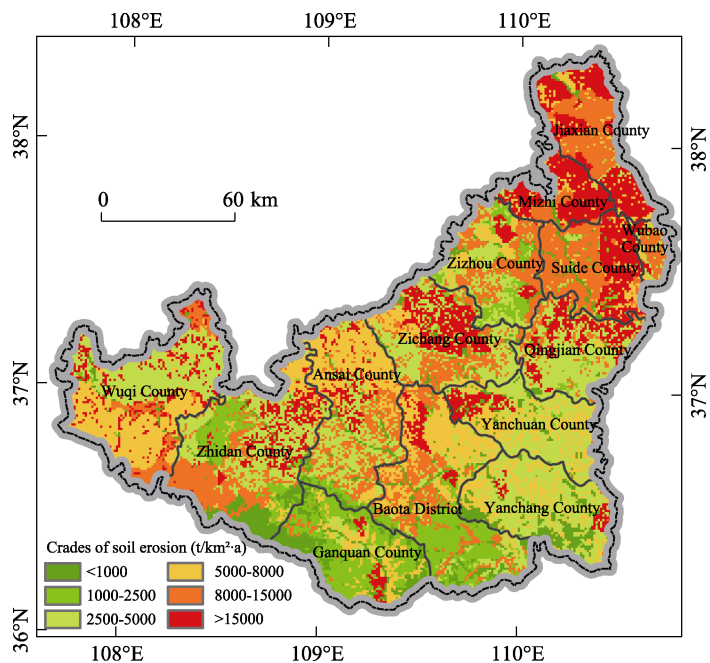 108°E 109°E 110°E
38°N
38°N
Jiaxian County
0 60 km
Mizhi County
Wubao
County
Zizhou County
Suide County
Zichang County
Qingjian County
Ansai County
37°N
37°N
Wuqi County
Yanchuan County
Zhidan County
Baota District
Yanchang County
Ganquan County
Crades of soil erosion (t/km²·a)
<1000 5000-8000
1000-2500 8000-15000
2500-5000 >15000
36°N
36°N
108°E 109°E 110°E